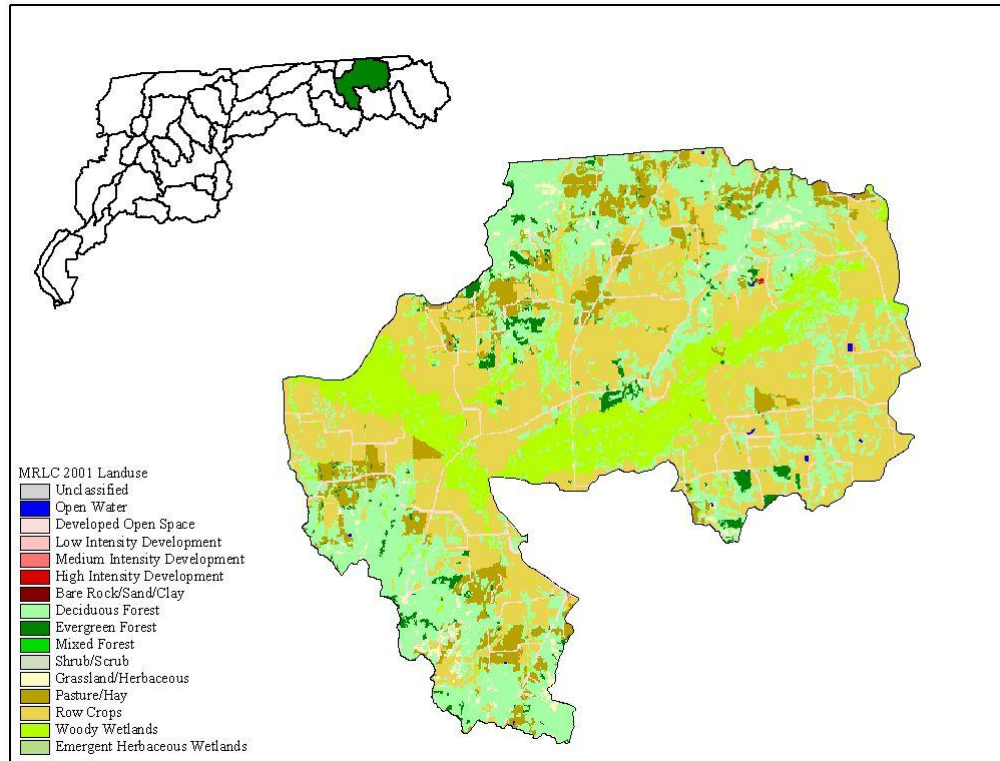 MRLC 2001 Landuse
Unclassified
Open Water
Developed Open Space
Low Intensity Development
Medium Intensity Development
High Intensity Development
Bare Rock/Sand/Clay
Deciduous Forest
Evergreen Forest
Mixed Forest
Shrub/Scrub
Grassland/Herbaceous
Pasture/Hay
Row Crops
Woody Wetlands
Emergent Herbaceous Wetlands